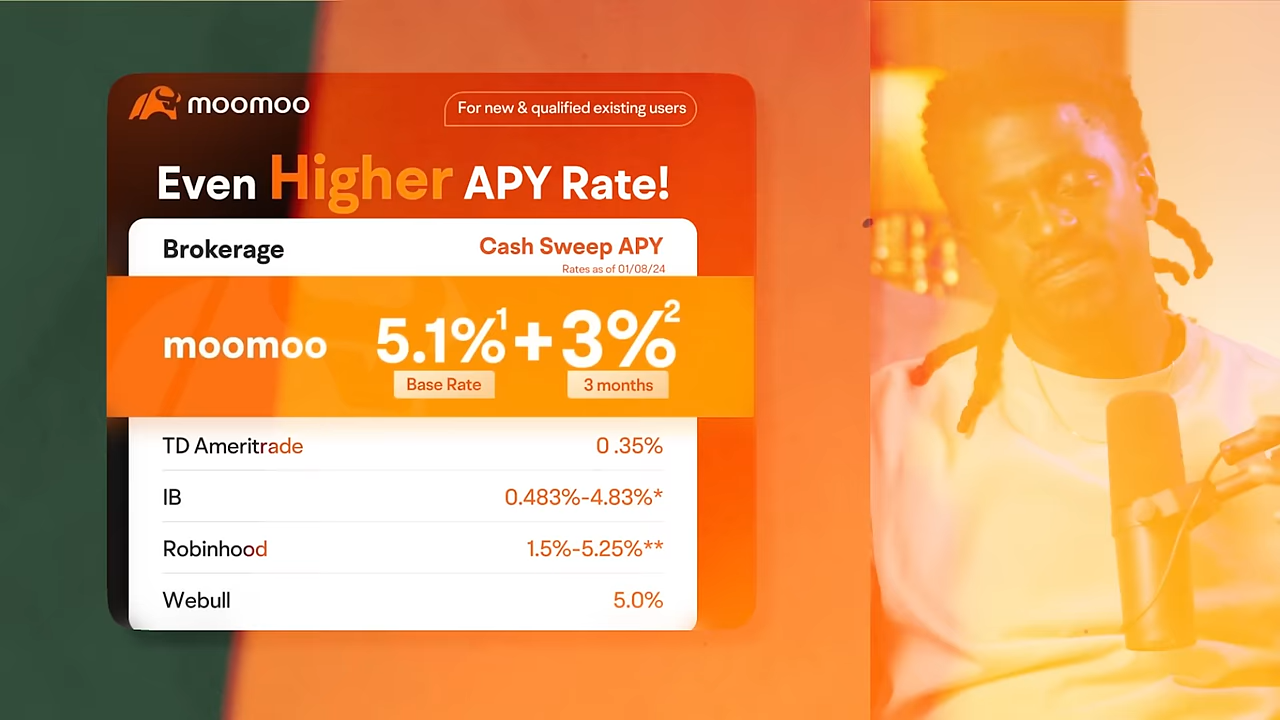 moomoo
For new & qualified existing users
Even Higher APY Rate!
Brokerage
Cash Sweep APY
Rates as of 01/08/24
moomoo 5.1%¹ + 3%²
Base Rate 3 months
TD Ameritrade 0 .35%
IB 0.483%-4.83%*
Robinhood 1.5%-5.25%**
Webull 5.0%